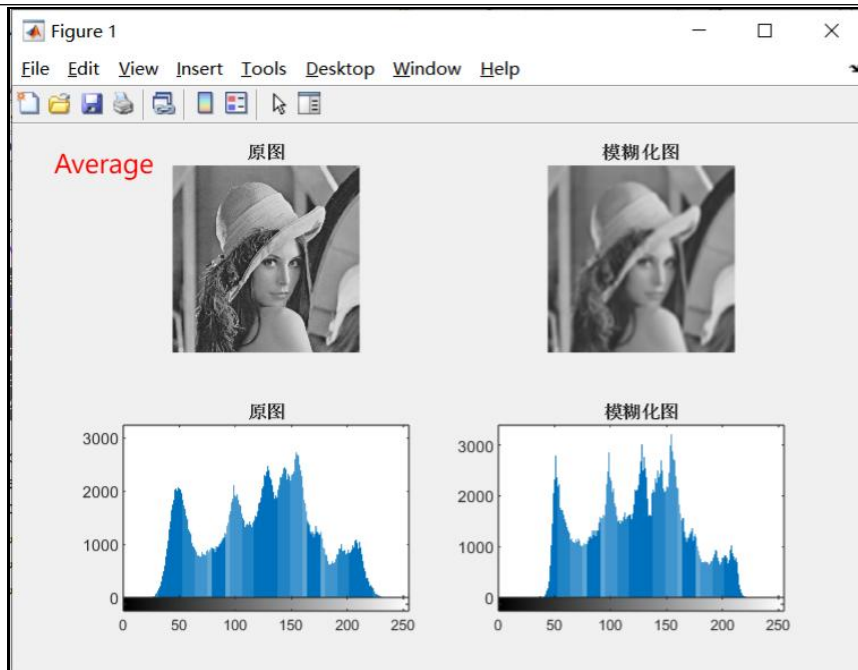 Figure 1
File Edit View Insert Tools Desktop Window Help
Average
原图
模糊化图
原图
3000
2000
1000
0
0 50 100 150 200 250
模糊化图
3000
2000
1000
0
0 50 100 150 200 250